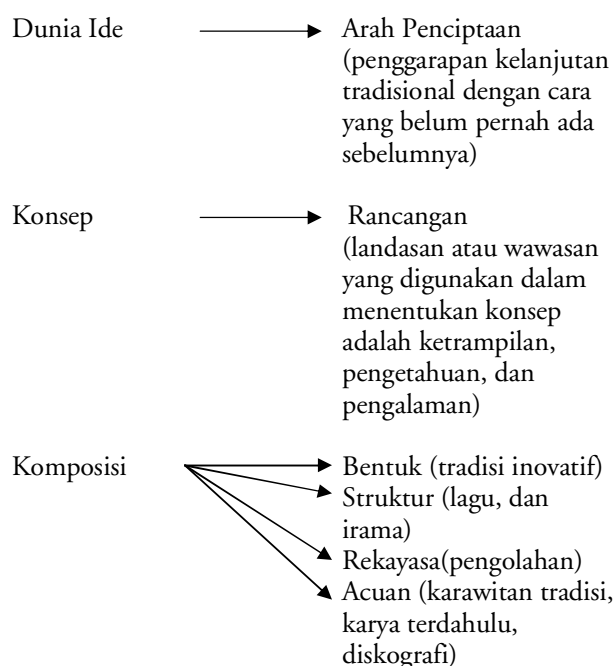 Dunia Ide
Arah Penciptaan
(penggarapan kelanjutan
tradisional dengan cara
yang belum pernah ada
sebelumnya)
Konsep
Rancangan
(landasan atau wawasan
yang digunakan dalam
menentukan konsep
adalah ketrampilan,
pengetahuan, dan
pengalaman)
Komposisi
Bentuk (tradisi inovatif)
Struktur (lagu, dan
irama)
Rekayasa(pengolahan)
Acuan (karawitan tradisi,
karya terdahulu,
diskografi)